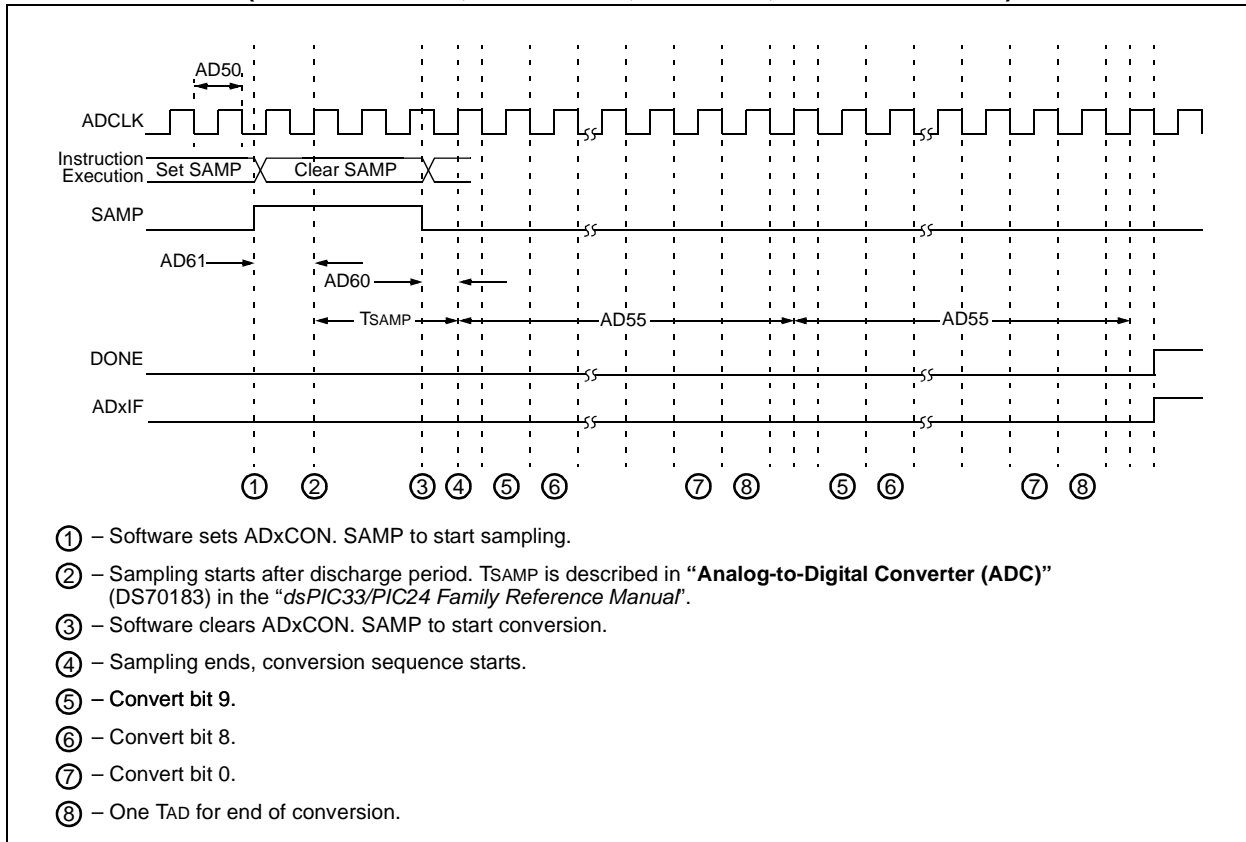 AD50
ADCLK
Instruction
Execution
Set SAMP
Clear SAMP
SAMP
AD61
AD60
TSAMP
AD55
AD55
DONE
ADxIF
1 2 3 4 5 6 7 8 5 6 7 8
1 – Software sets ADxCON. SAMP to start sampling.
2 – Sampling starts after discharge period. TSAMP is described in “Analog-to-Digital Converter (ADC)”
(DS70183) in the “dsPIC33/PIC24 Family Reference Manual”.
3 – Software clears ADxCON. SAMP to start conversion.
4 – Sampling ends, conversion sequence starts.
5 – Convert bit 9.
6 – Convert bit 8.
7 – Convert bit 0.
8 – One TAD for end of conversion.